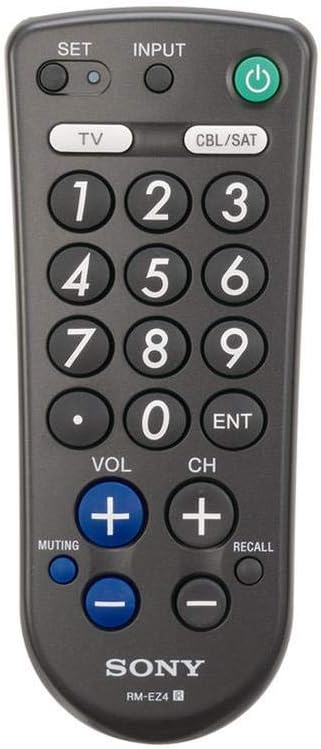 SET INPUT
TV CBL/SAT
1 2 3
4 5 6
7 8 9
· 0 ENT
VOL CH
+ +
MUTING RECALL
− −
SONY
RM-EZ4 R